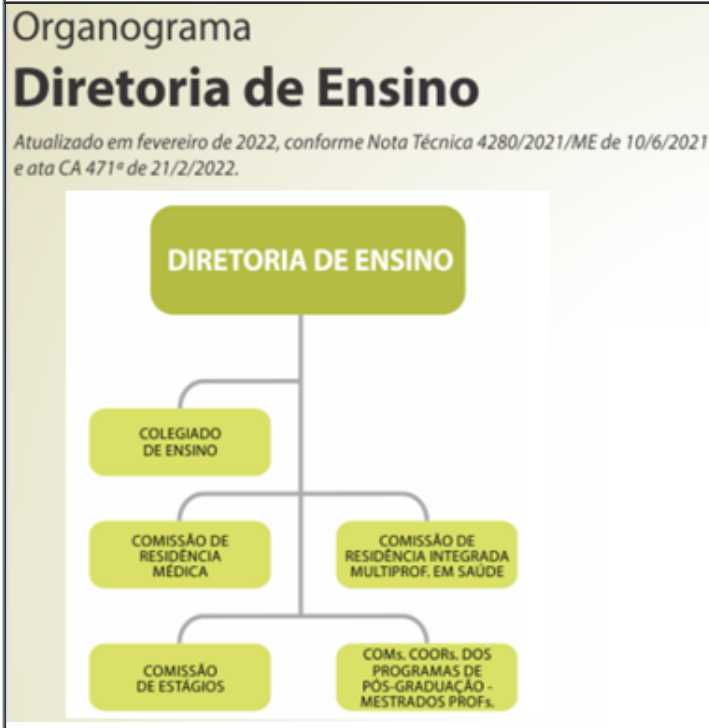 Organograma
Diretoria de Ensino
Atualizado em fevereiro de 2022, conforme Nota Técnica 4280/2021/ME de 10/6/2021
e ata CA 471ª de 21/2/2022.
DIRETORIA DE ENSINO
COLEGIADO
DE ENSINO
COMISSÃO DE
RESIDÊNCIA
MÉDICA
COMISSÃO DE
RESIDÊNCIA INTEGRADA
MULTIPROF. EM SAÚDE
COMISSÃO
DE ESTÁGIOS
COMs. COORs. DOS
PROGRAMAS DE
PÓS-GRADUAÇÃO -
MESTRADOS PROFs.